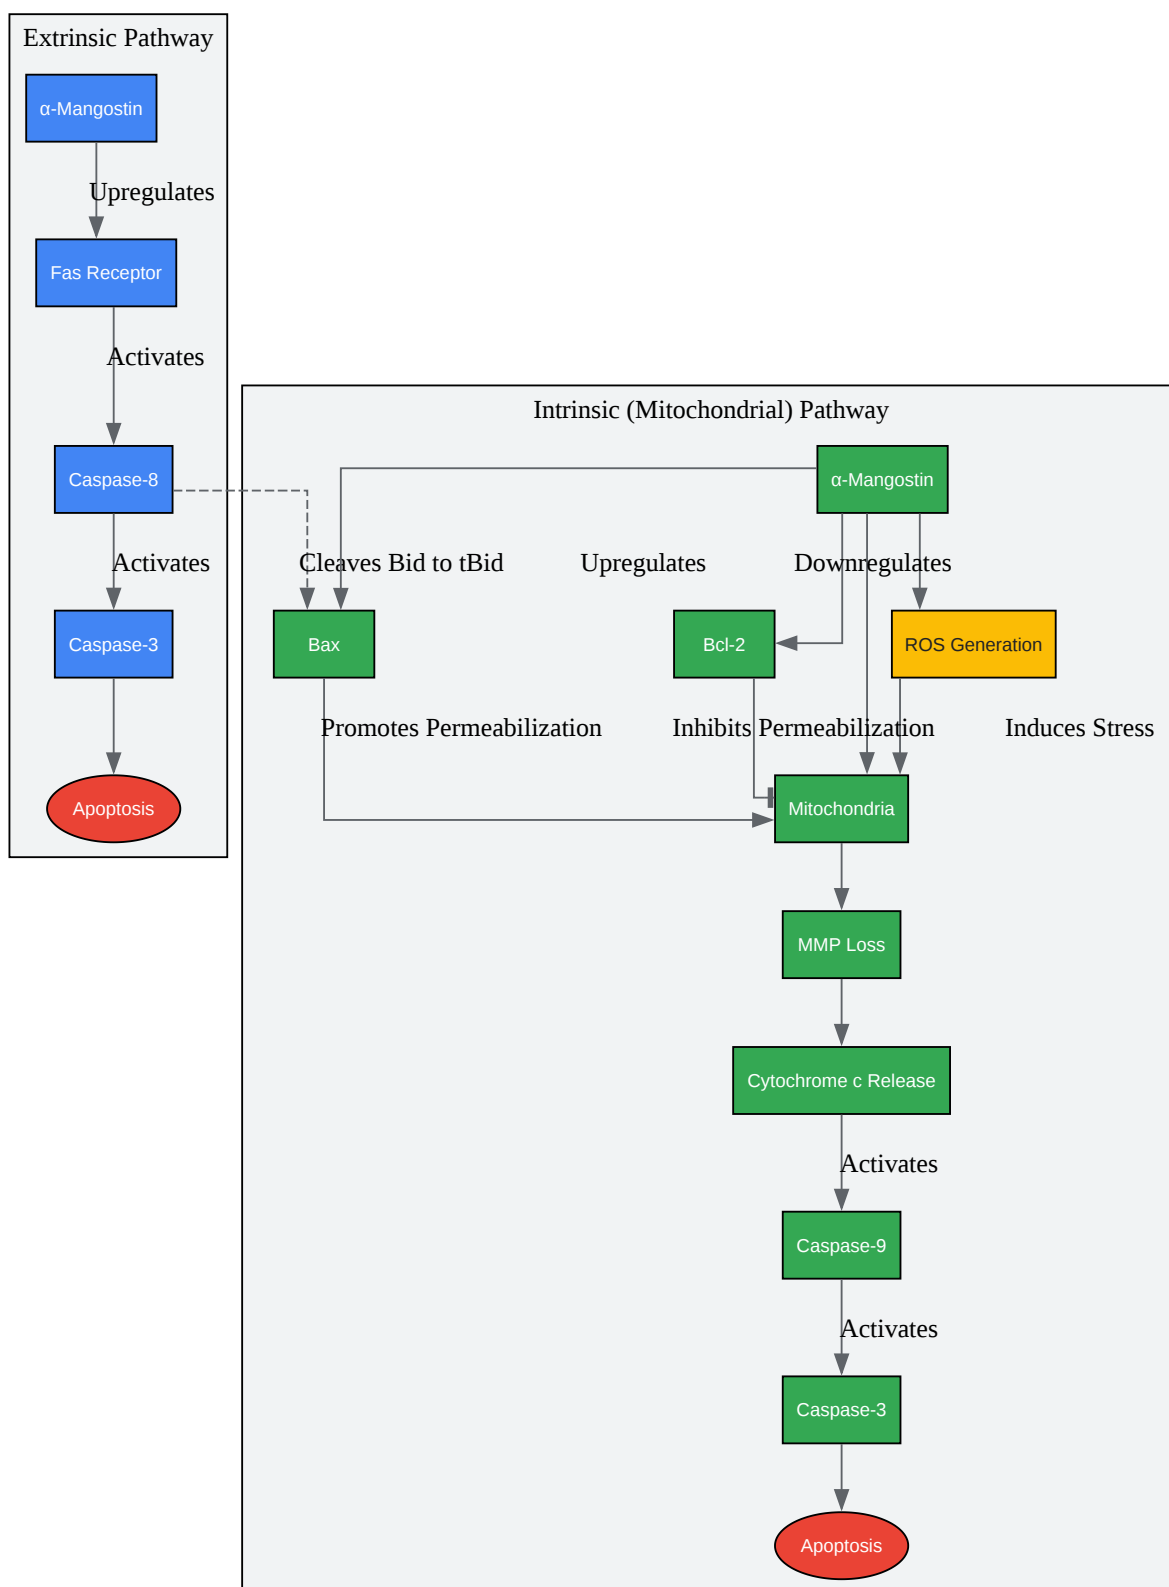 Extrinsic Pathway
α-Mangostin
Upregulates
Fas Receptor
Activates
Caspase-8
Activates
Caspase-3
Apoptosis
Intrinsic (Mitochondrial) Pathway
α-Mangostin
Cleaves Bid to tBid
Upregulates
Downregulates
Bax
Bcl-2
ROS Generation
Promotes Permeabilization
Inhibits Permeabilization
Induces Stress
Mitochondria
MMP Loss
Cytochrome c Release
Activates
Caspase-9
Activates
Caspase-3
Apoptosis